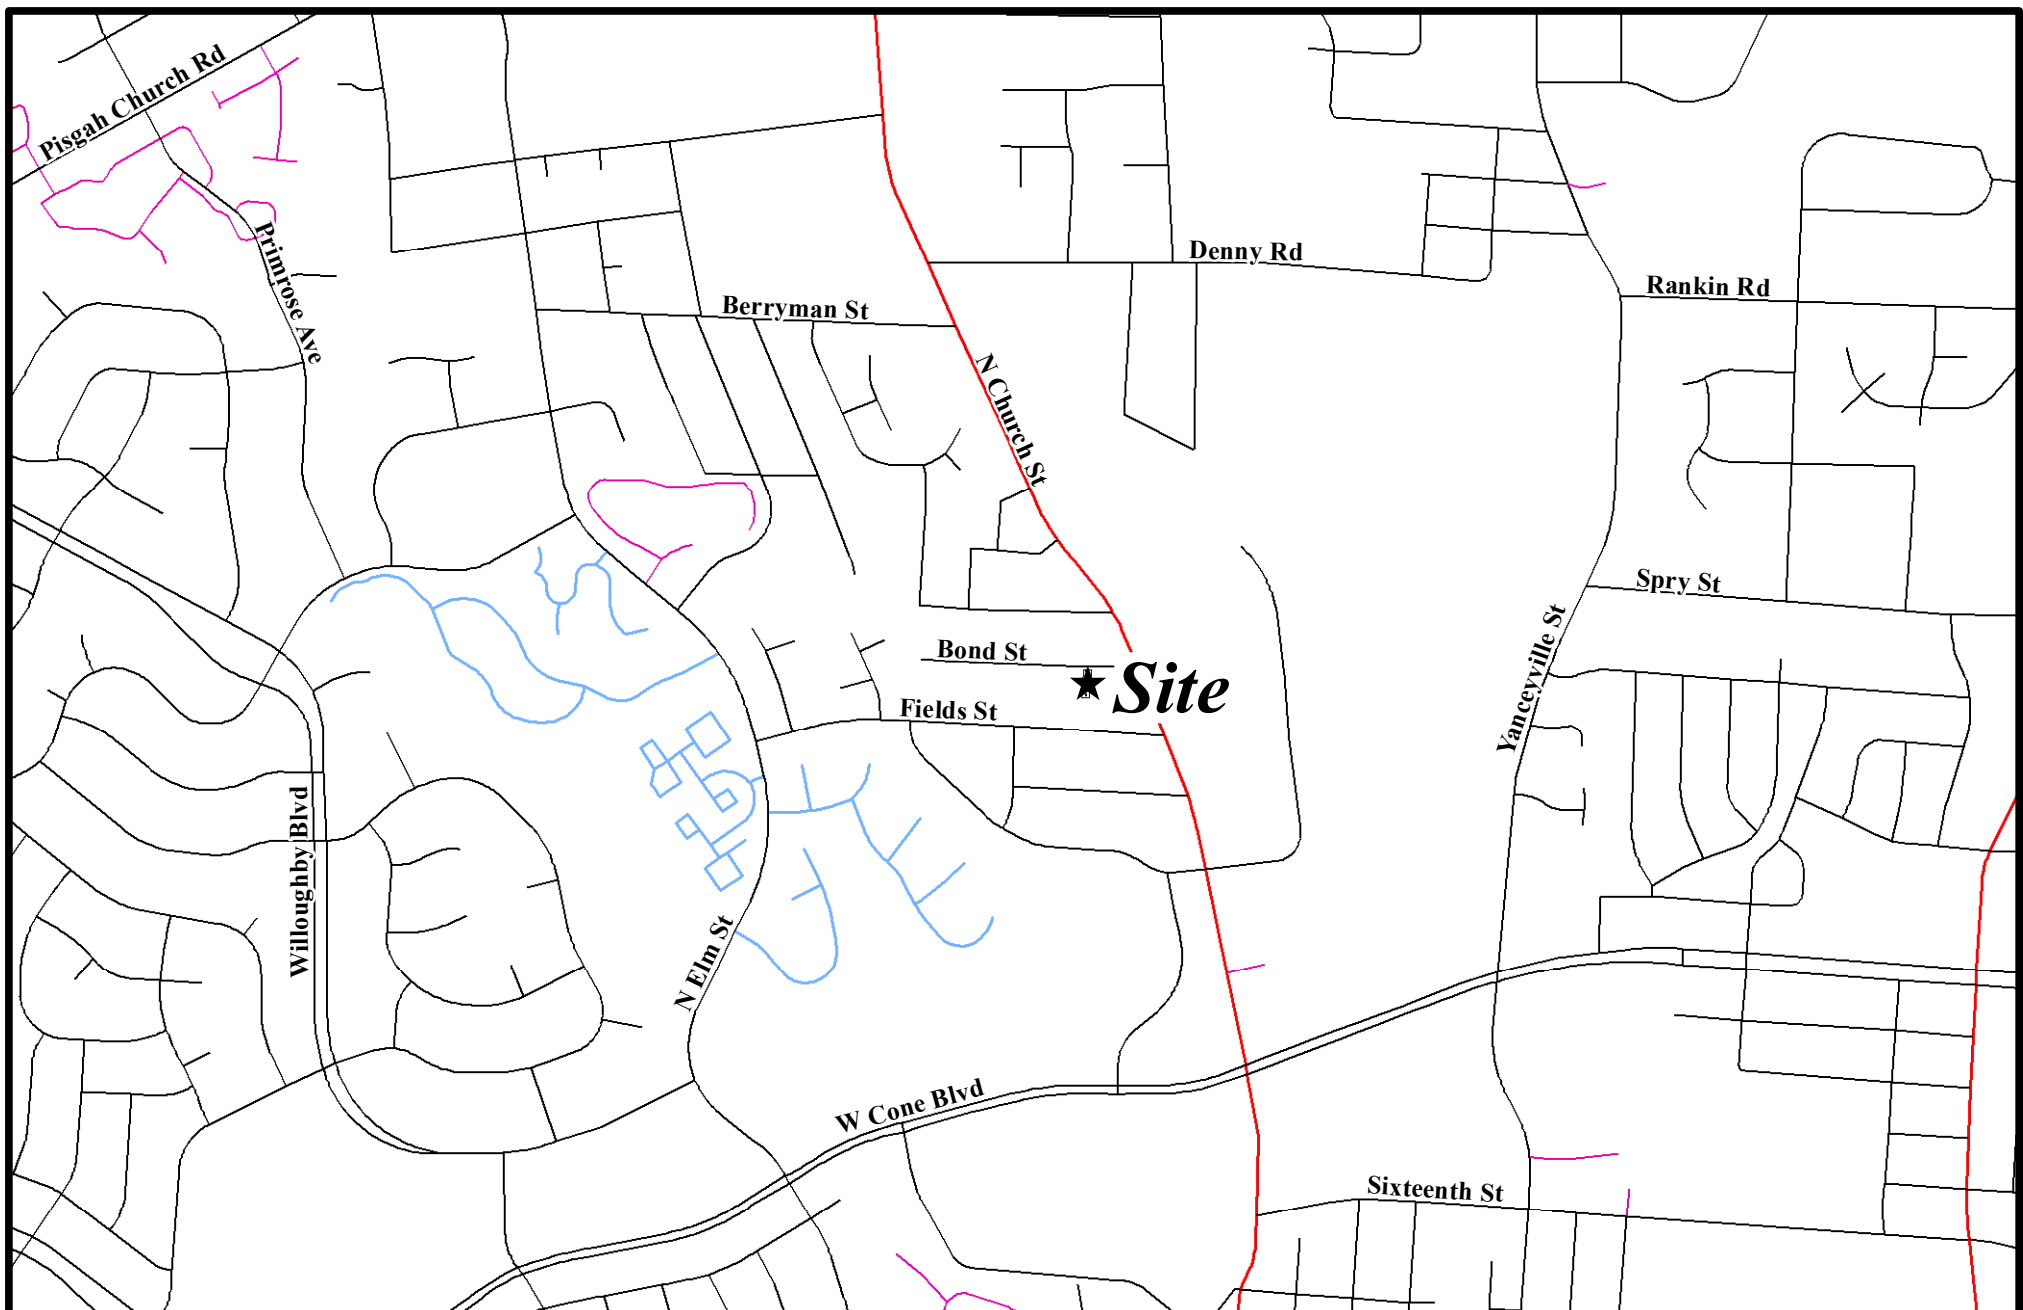 Pisgah Church Rd
Primrose Ave
Denny Rd
Rankin Rd
Berryman St
N Church St
Spry St
Bond St
Site
Yanceyville St
Fields St
Willoughby Blvd
N Elm St
W Cone Blvd
Sixteenth St